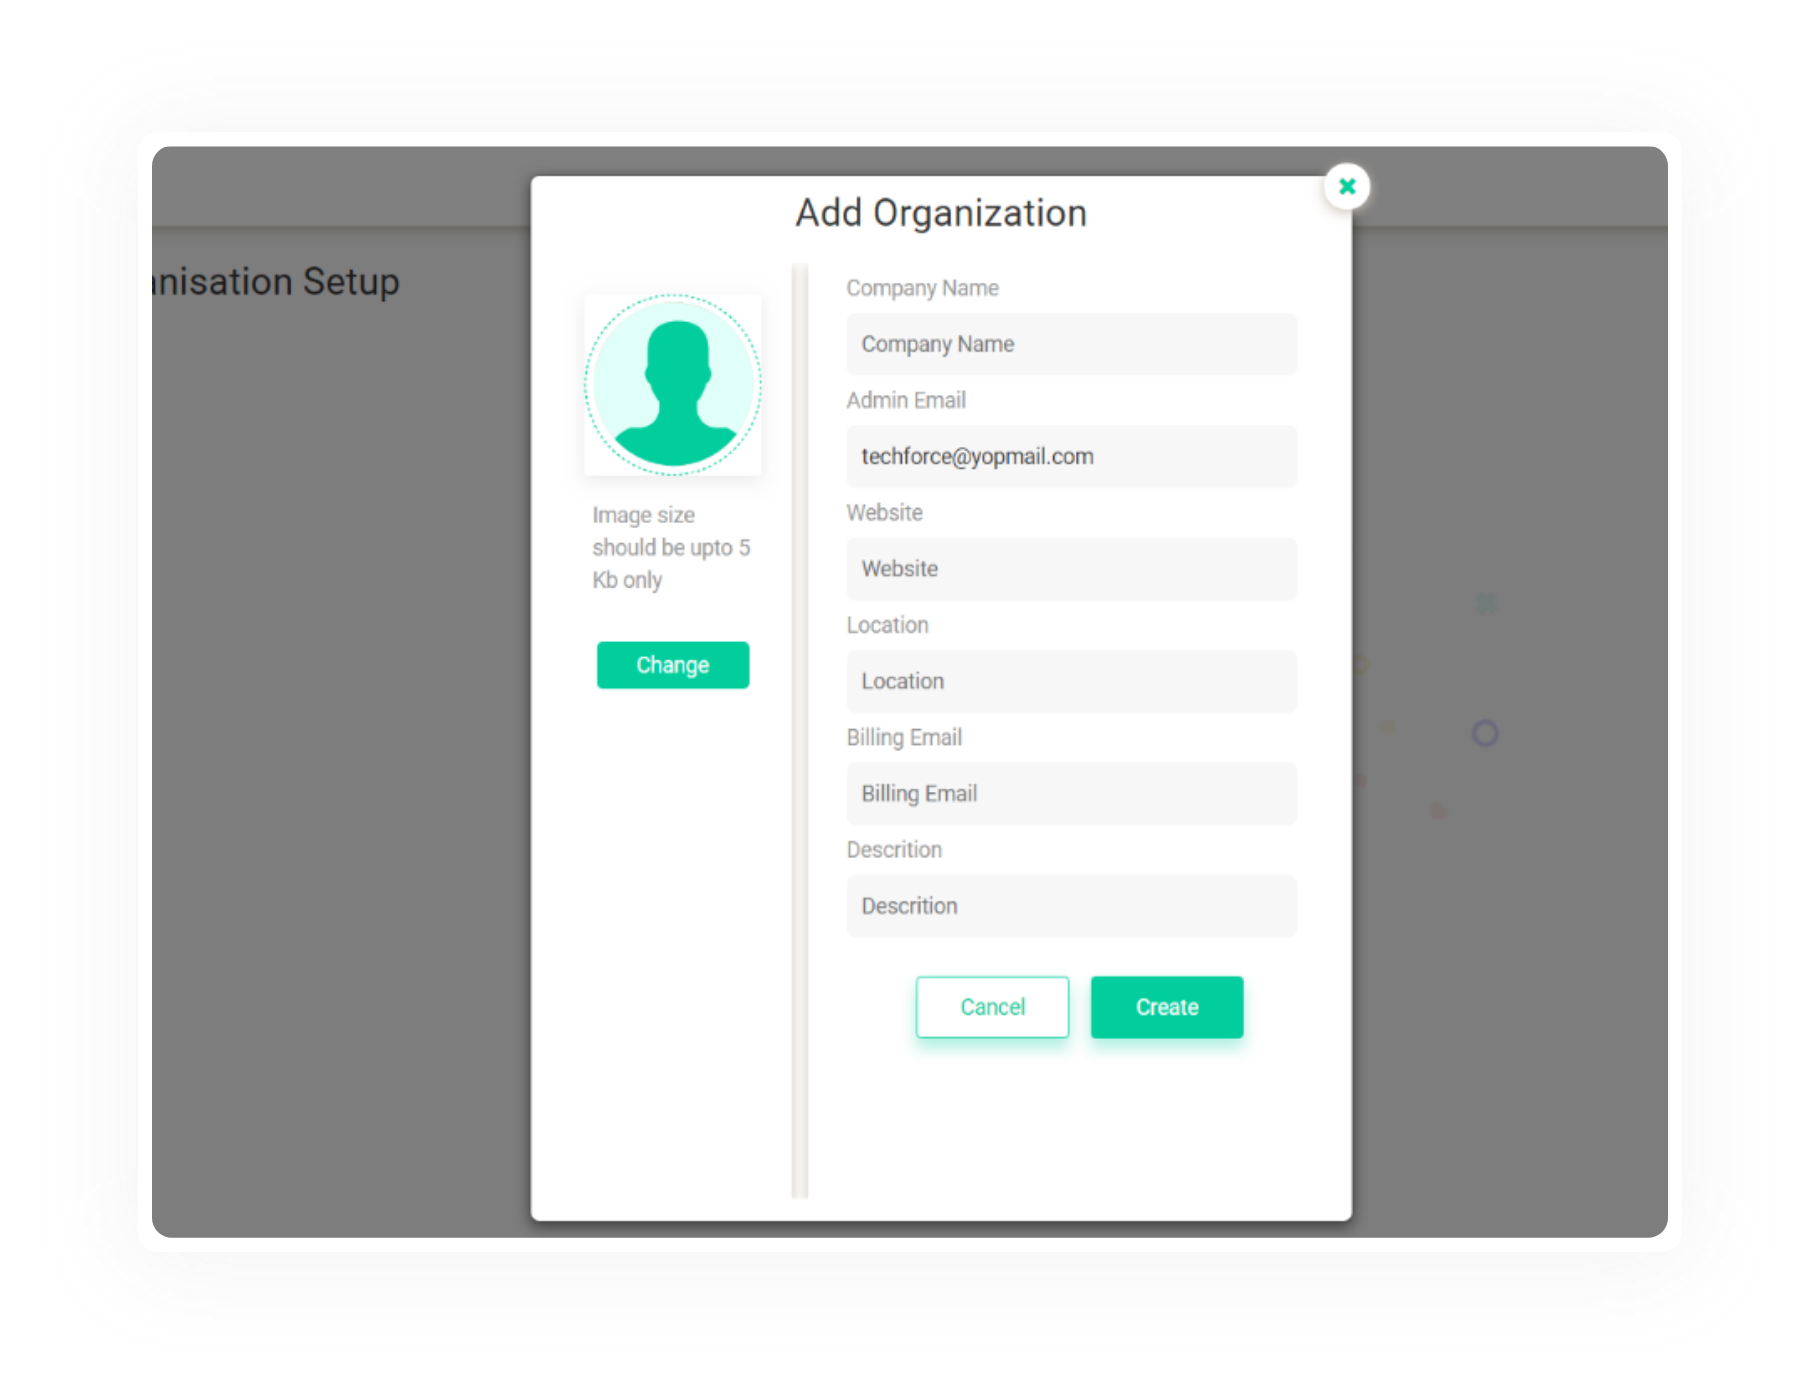 Add Organization
anisation Setup
Image size
should be upto 5
Kb only
Change
Company Name
Company Name
Admin Email
techforce@yopmail.com
Website
Website
Location
Location
Billing Email
Billing Email
Descrition
Descrition
Cancel
Create